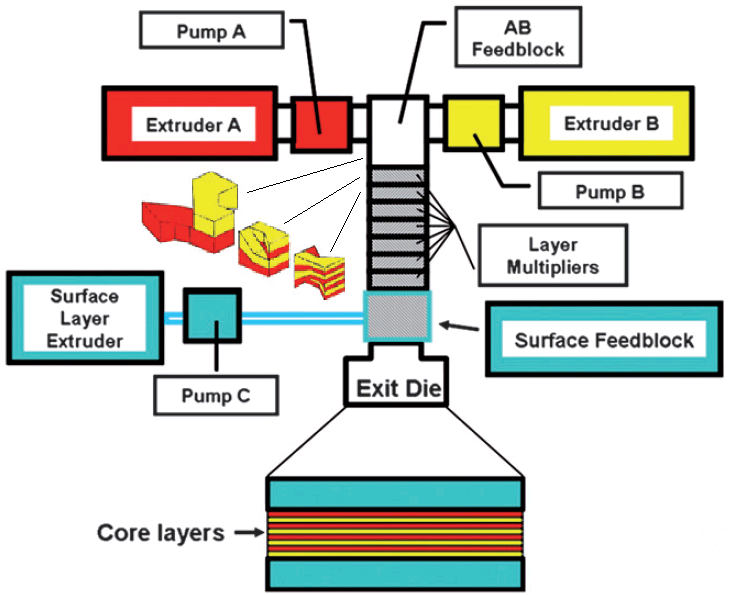 Pump A
AB
Feedblock
Extruder A
Extruder B
Pump B
Layer
Multipliers
Surface
Layer
Extruder
Surface Feedblock
Pump C
Exit Die
Core layers